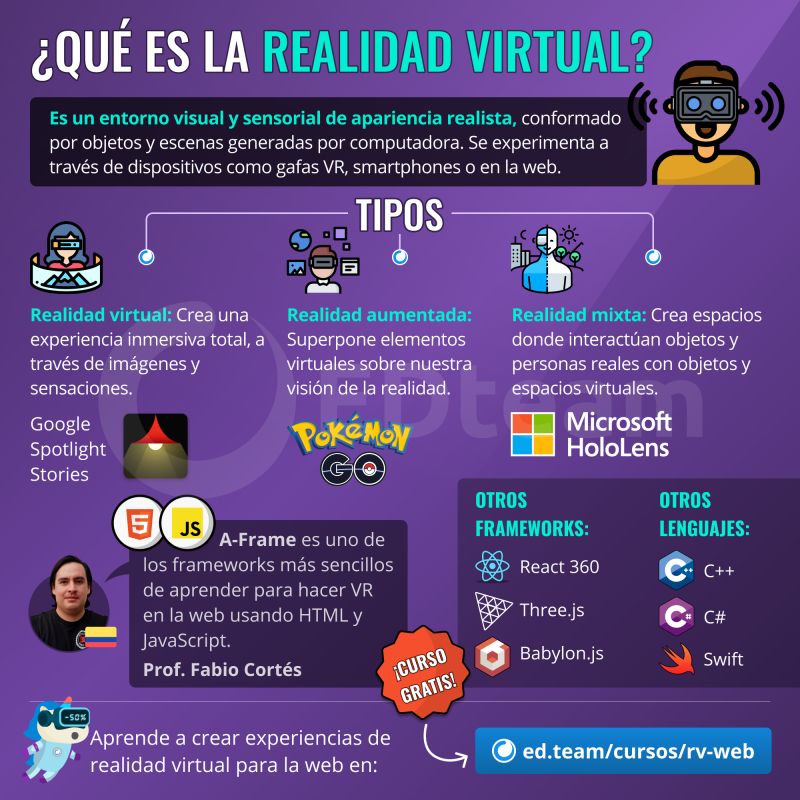 ¿QUÉ ES LA REALIDAD VIRTUAL?
Es un entorno visual y sensorial de apariencia realista, conformado
por objetos y escenas generadas por computadora. Se experimenta a
través de dispositivos como gafas VR, smartphones o en la web.
TIPOS
Realidad virtual: Crea una
experiencia inmersiva total, a
través de imágenes y
sensaciones.
Google
Spotlight
Stories
Realidad aumentada:
Superpone elementos
virtuales sobre nuestra
visión de la realidad.
POKéMON
GO
Realidad mixta: Crea espacios
donde interactúan objetos y
personas reales con objetos y
espacios virtuales.
Microsoft
HoloLens
EDteam
5
JS
A-Frame es uno de
los frameworks más sencillos
de aprender para hacer VR
en la web usando HTML y
JavaScript.
Prof. Fabio Cortés
OTROS
FRAMEWORKS:
React 360
Three.js
Babylon.js
OTROS
LENGUAJES:
C++
C++
C#
C#
Swift
¡CURSO
GRATIS!
-50%
Aprende a crear experiencias de
realidad virtual para la web en:
ed.team/cursos/rv-web